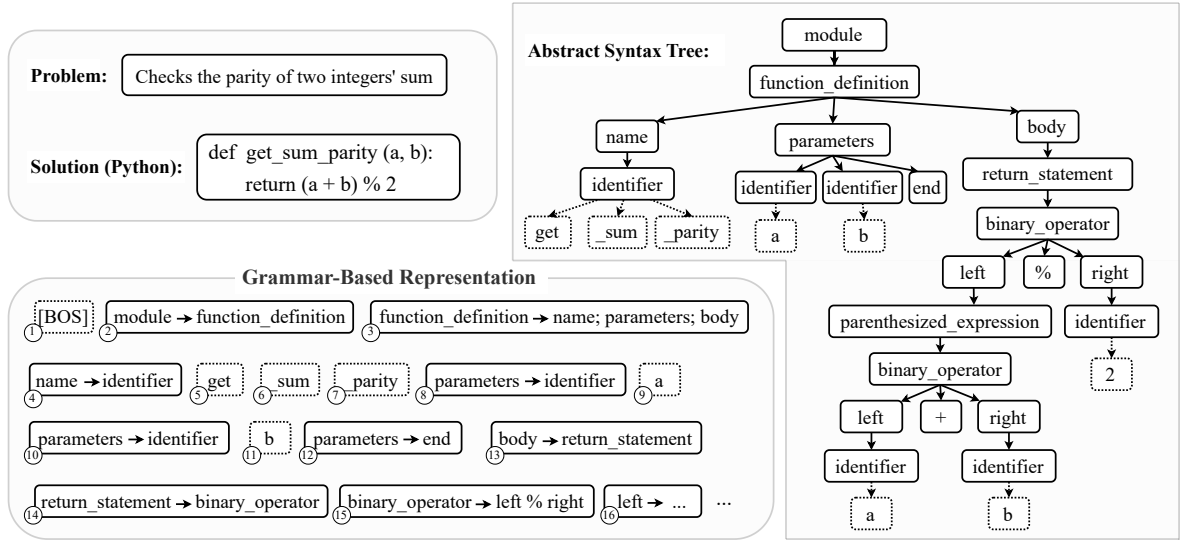 Problem: Checks the parity of two integers' sum
Solution (Python): def get_sum_parity (a, b):
return (a + b) % 2
Abstract Syntax Tree:
module
function_definition
name parameters body
identifier identifier identifier end return_statement
get _sum _parity a b binary_operator
left % right
parenthesized_expression identifier
binary_operator 2
left + right
identifier identifier
a b
Grammar-Based Representation
1 [BOS] 2 module → function_definition 3 function_definition → name; parameters; body
4 name → identifier 5 get 6 _sum 7 _parity 8 parameters → identifier 9 a
10 parameters → identifier 11 b 12 parameters → end 13 body → return_statement
14 return_statement → binary_operator 15 binary_operator → left % right 16 left → ... ...